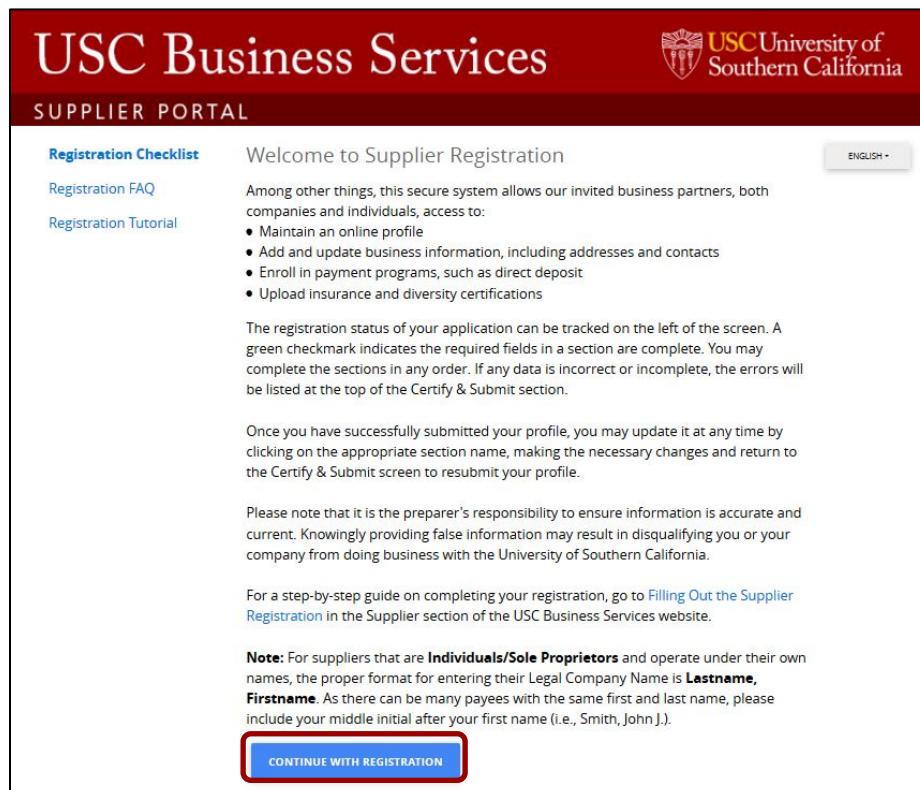 USC Business Services
USC University of
Southern California
SUPPLIER PORTAL
Registration Checklist
Registration FAQ
Registration Tutorial
Welcome to Supplier Registration
ENGLISH
Among other things, this secure system allows our invited business partners, both
companies and individuals, access to:
• Maintain an online profile
• Add and update business information, including addresses and contacts
• Enroll in payment programs, such as direct deposit
• Upload insurance and diversity certifications
The registration status of your application can be tracked on the left of the screen. A
green checkmark indicates the required fields in a section are complete. You may
complete the sections in any order. If any data is incorrect or incomplete, the errors will
be listed at the top of the Certify & Submit section.
Once you have successfully submitted your profile, you may update it at any time by
clicking on the appropriate section name, making the necessary changes and return to
the Certify & Submit screen to resubmit your profile.
Please note that it is the preparer's responsibility to ensure information is accurate and
current. Knowingly providing false information may result in disqualifying you or your
company from doing business with the University of Southern California.
For a step-by-step guide on completing your registration, go to Filling Out the Supplier
Registration in the Supplier section of the USC Business Services website.
Note: For suppliers that are Individuals/Sole Proprietors and operate under their own
names, the proper format for entering their Legal Company Name is Lastname,
Firstname. As there can be many payees with the same first and last name, please
include your middle initial after your first name (i.e., Smith, John J.).
CONTINUE WITH REGISTRATION